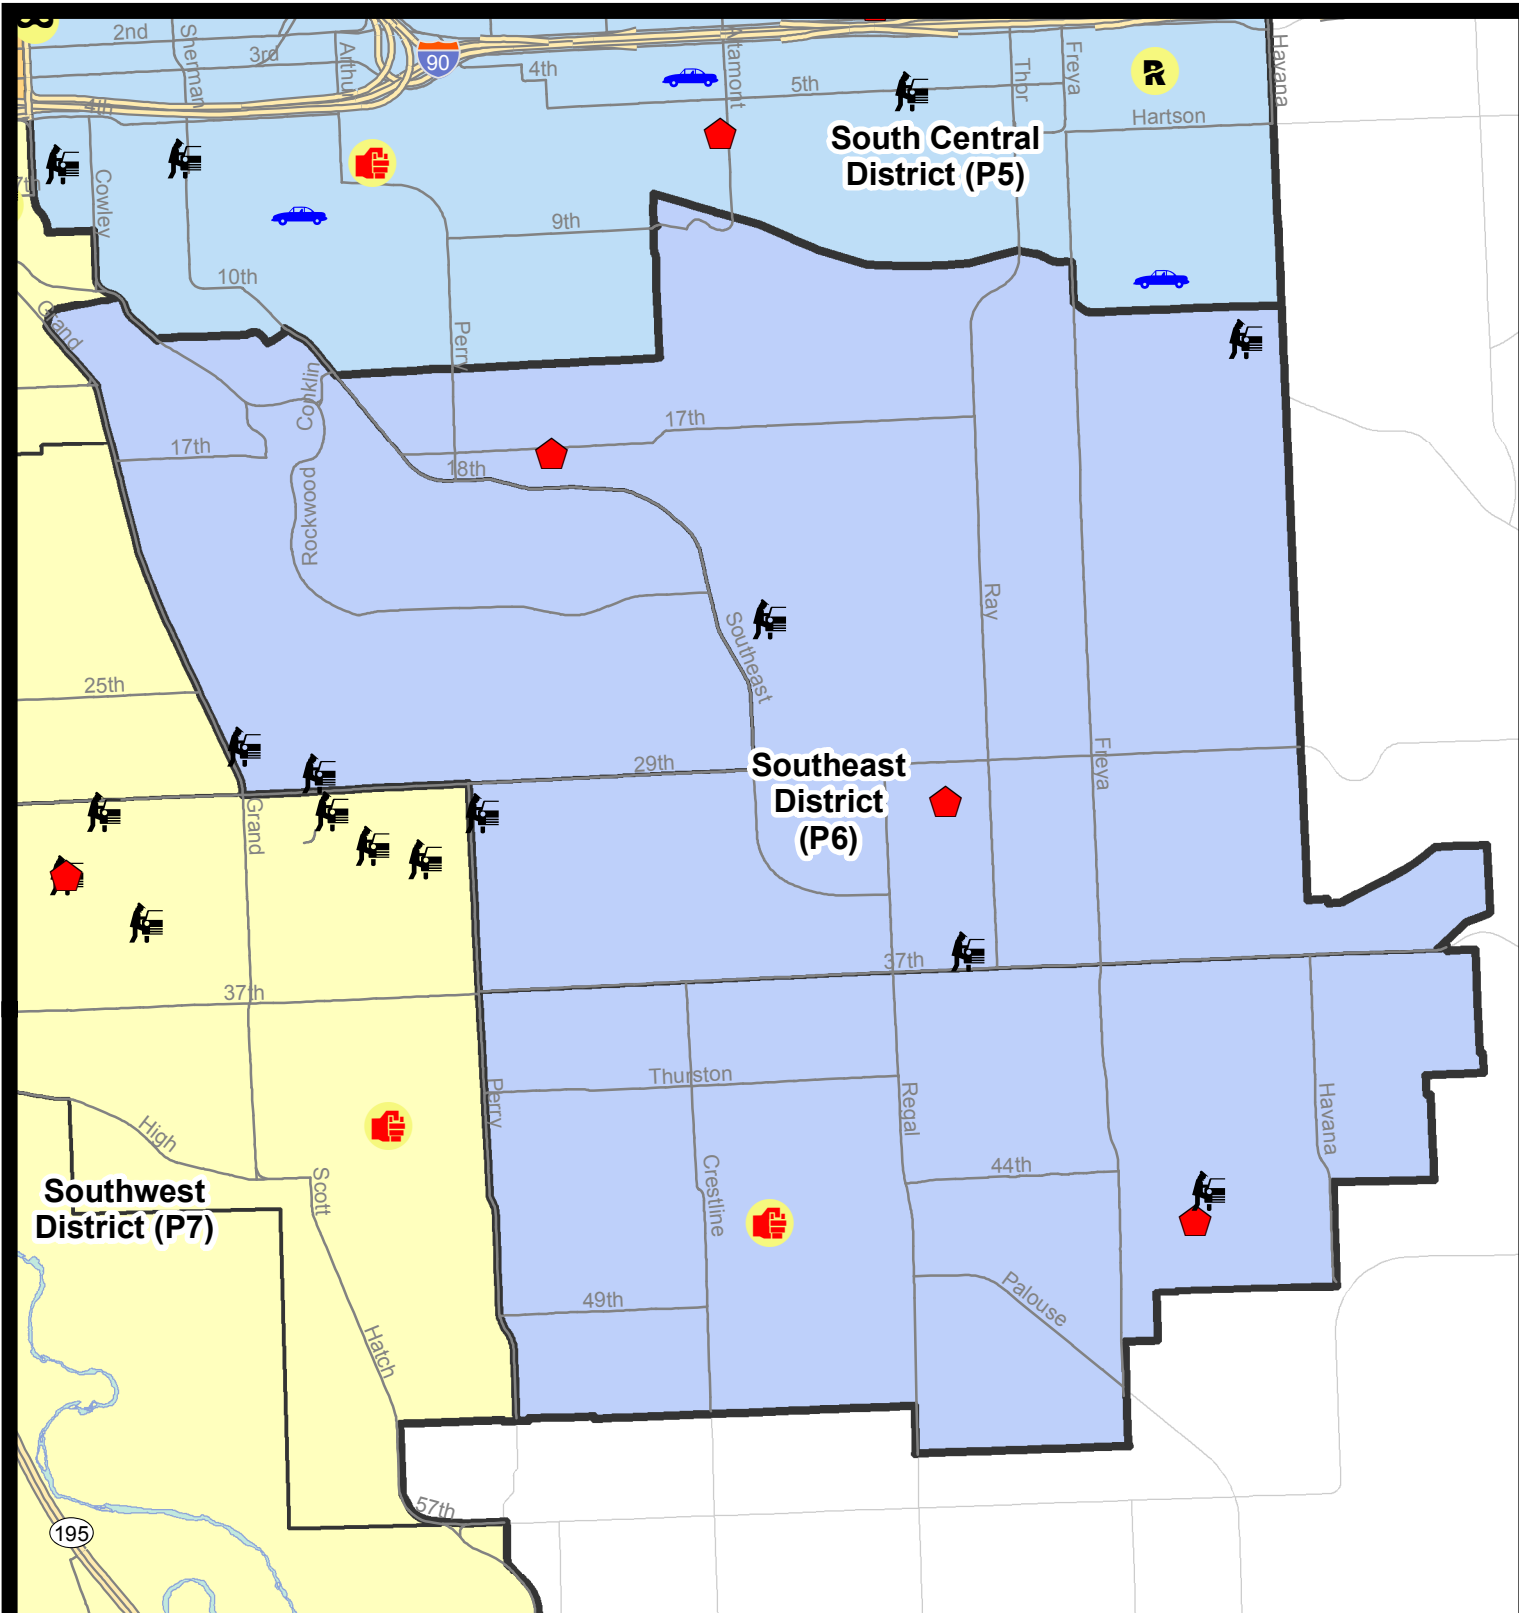 2nd
Sherman
3rd
Arthur
90
4th
Altamont
5th
Thor
Freya
R
Havana
4th
Hartson
South Central
District (P5)
7th
Cowley
9th
10th
Grand
Perry
Conklin
17th
17th
18th
Rockwood
Ray
Southeast
25th
29th
Freya
Southeast
District
(P6)
Grand
37th
37th
Thurston
Perry
Regal
Havana
High
Crestline
44th
Scott
Southwest
District (P7)
Palouse
49th
Hatch
57th
195